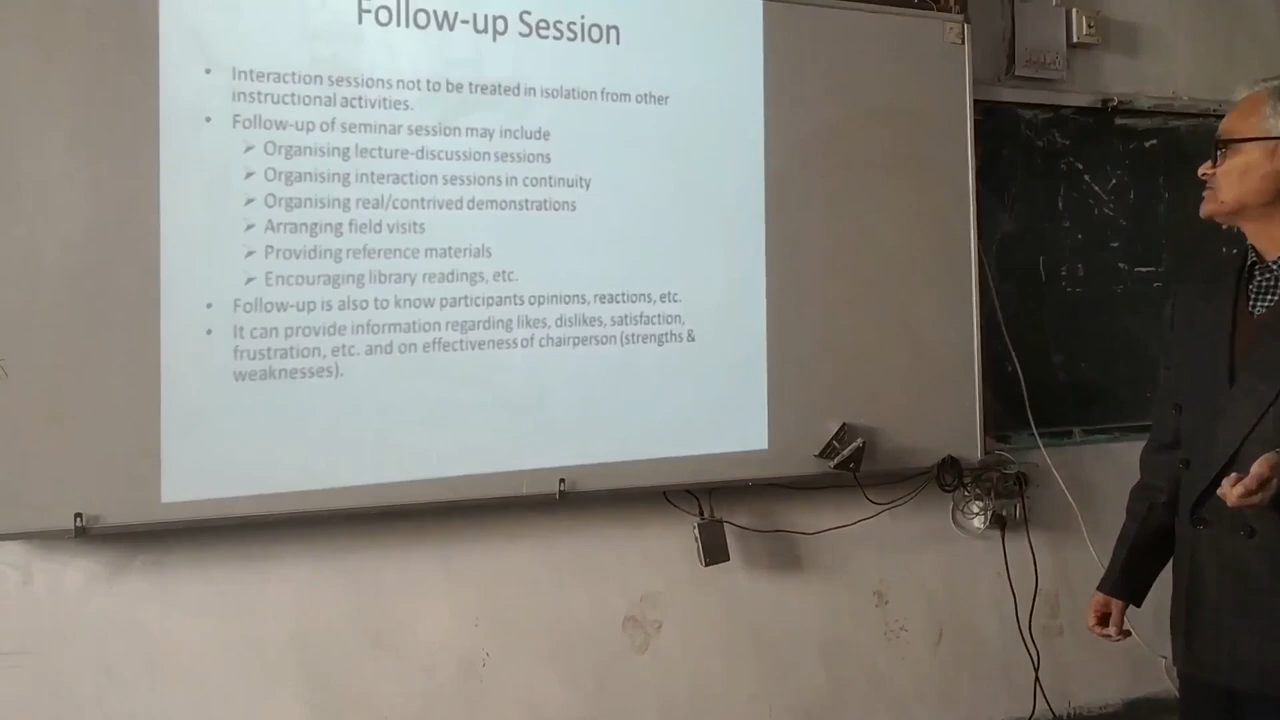 Follow-up Session
• Interaction sessions not to be treated in isolation from other
instructional activities.
• Follow-up of seminar session may include
➢ Organising lecture-discussion sessions
➢ Organising interaction sessions in continuity
➢ Organising real/contrived demonstrations
➢ Arranging field visits
➢ Providing reference materials
➢ Encouraging library readings, etc.
• Follow-up is also to know participants opinions, reactions, etc.
• It can provide information regarding likes, dislikes, satisfaction,
frustration, etc. and on effectiveness of chairperson (strengths &
weaknesses).